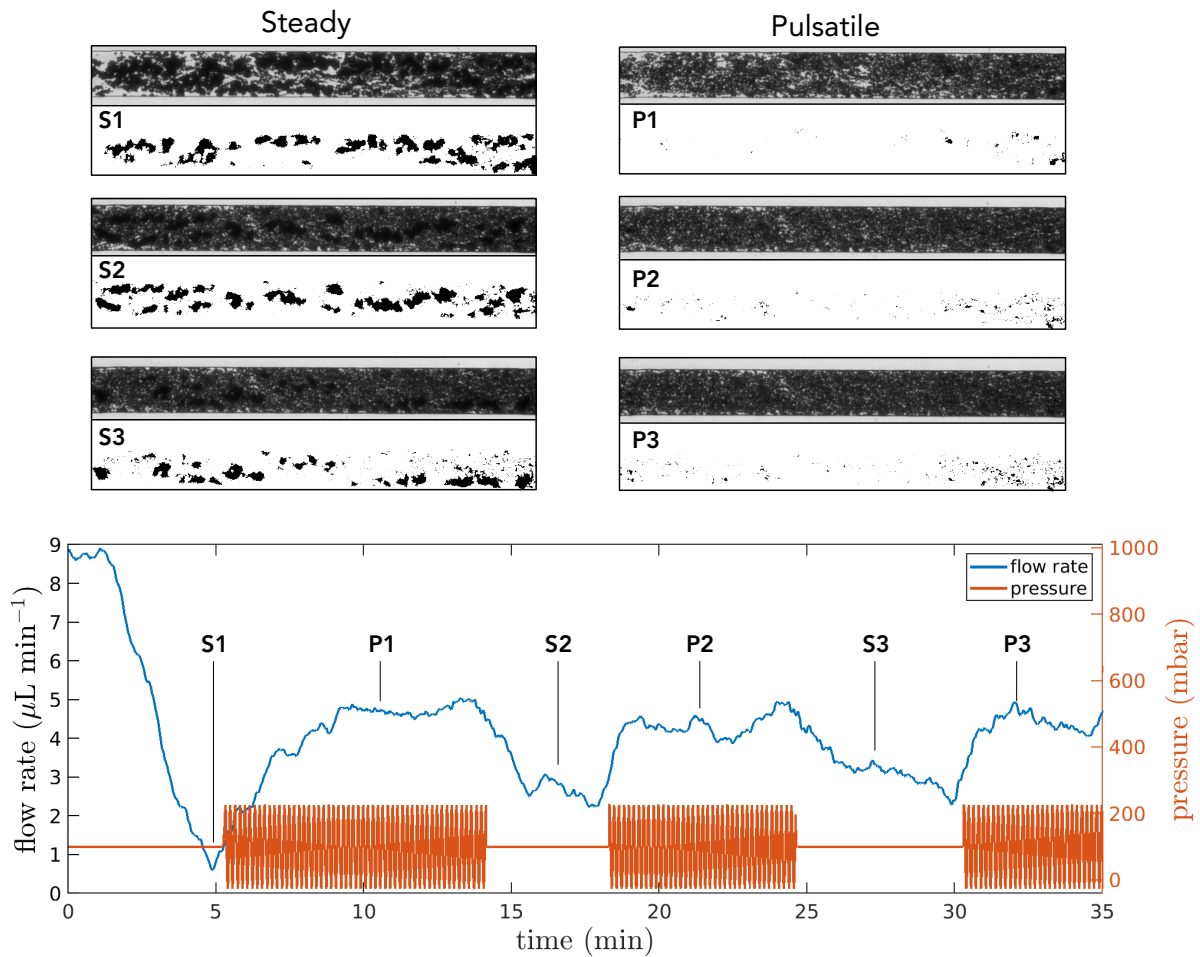 Steady
Pulsatile
S1
P1
S2
P2
S3
P3
flow rate
pressure
S1
P1
S2
P2
S3
P3
flow rate (μL min⁻¹)
9
8
7
6
5
4
3
2
1
0
pressure (mbar)
1000
800
600
400
200
0
0 5 10 15 20 25 30 35
time (min)